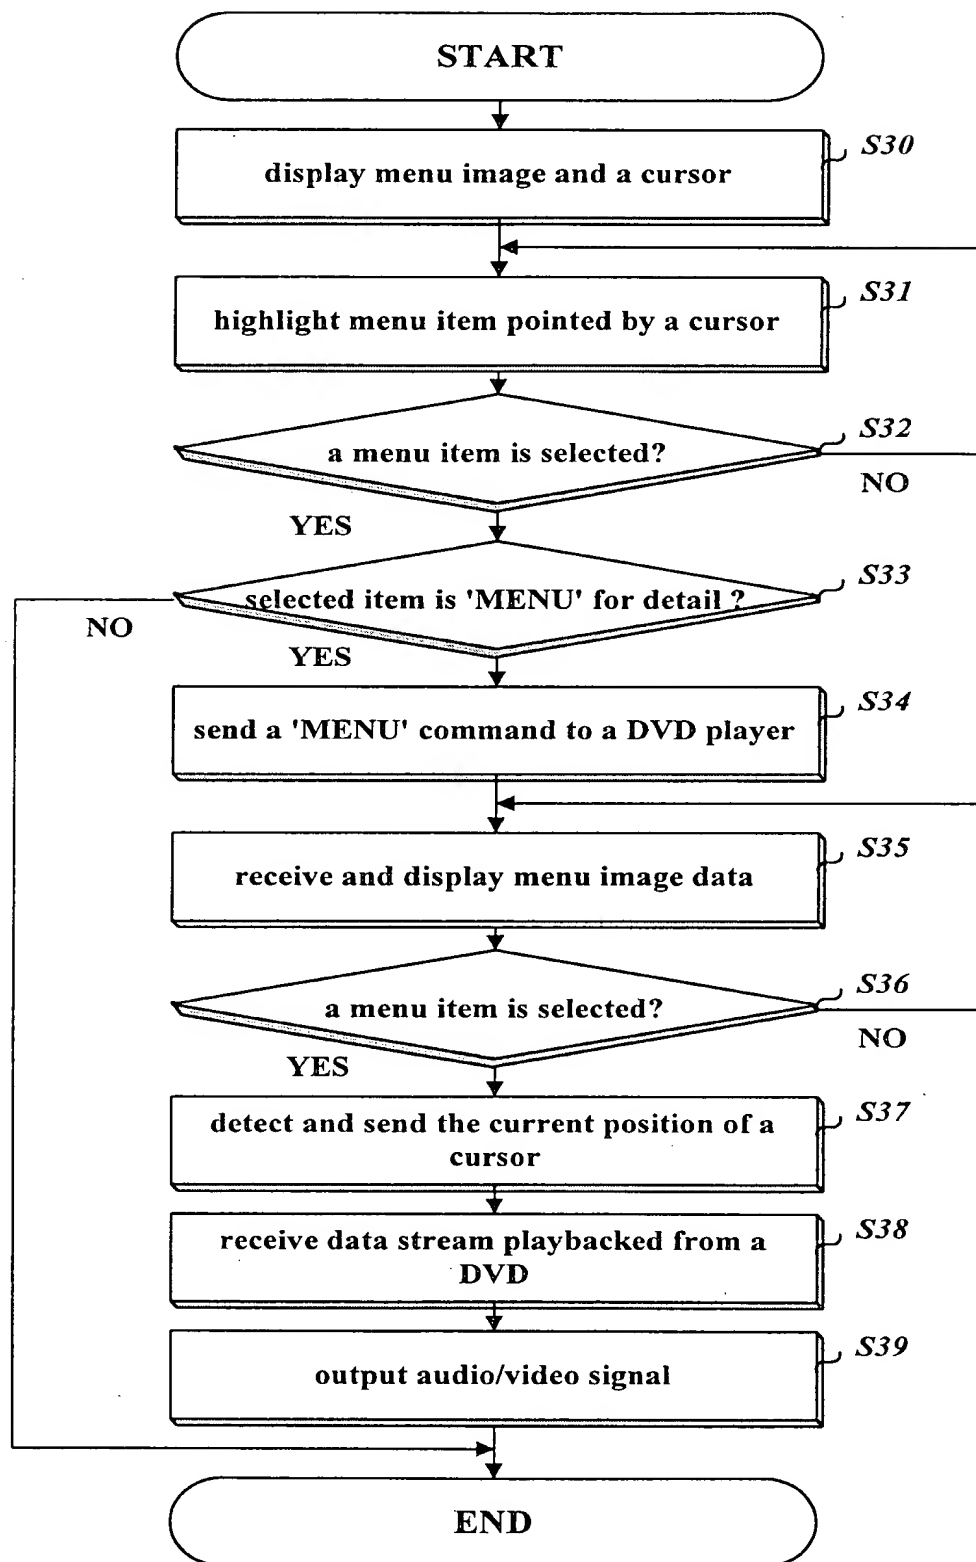 START
S30
display menu image and a cursor
S31
highlight menu item pointed by a cursor
S32
a menu item is selected?
NO
YES
S33
selected item is 'MENU' for detail ?
NO
YES
S34
send a 'MENU' command to a DVD player
S35
receive and display menu image data
S36
a menu item is selected?
NO
YES
S37
detect and send the current position of a
cursor
S38
receive data stream playbacked from a
DVD
S39
output audio/video signal
END